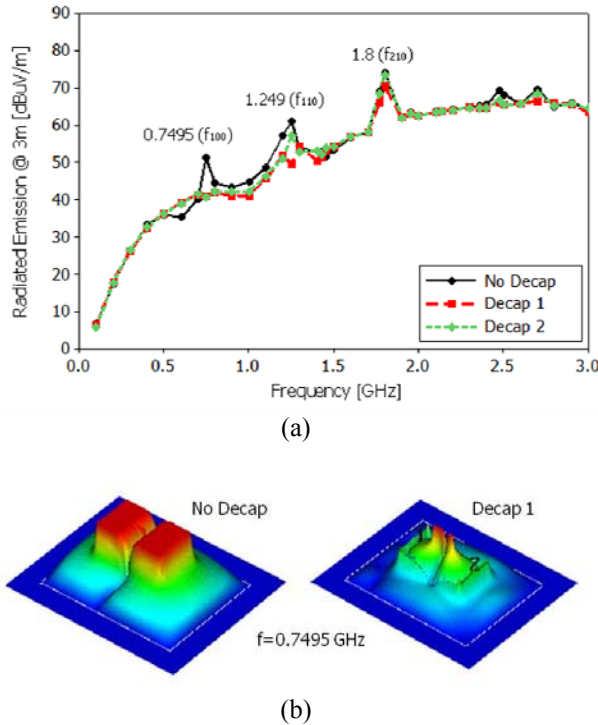 80
70
60
50
40
30
20
10
0
Radiated Emission @ 3m [dBuV/m]
0.7495 (f₁₀₀)
1.249 (f₁₁₀)
1.8 (f₂₁₀)
No Decap
Decap 1
Decap 2
0.0 0.5 1.0 1.5 2.0 2.5 3.0
Frequency [GHz]
(a)
No Decap
Decap 1
f=0.7495 GHz
(b)